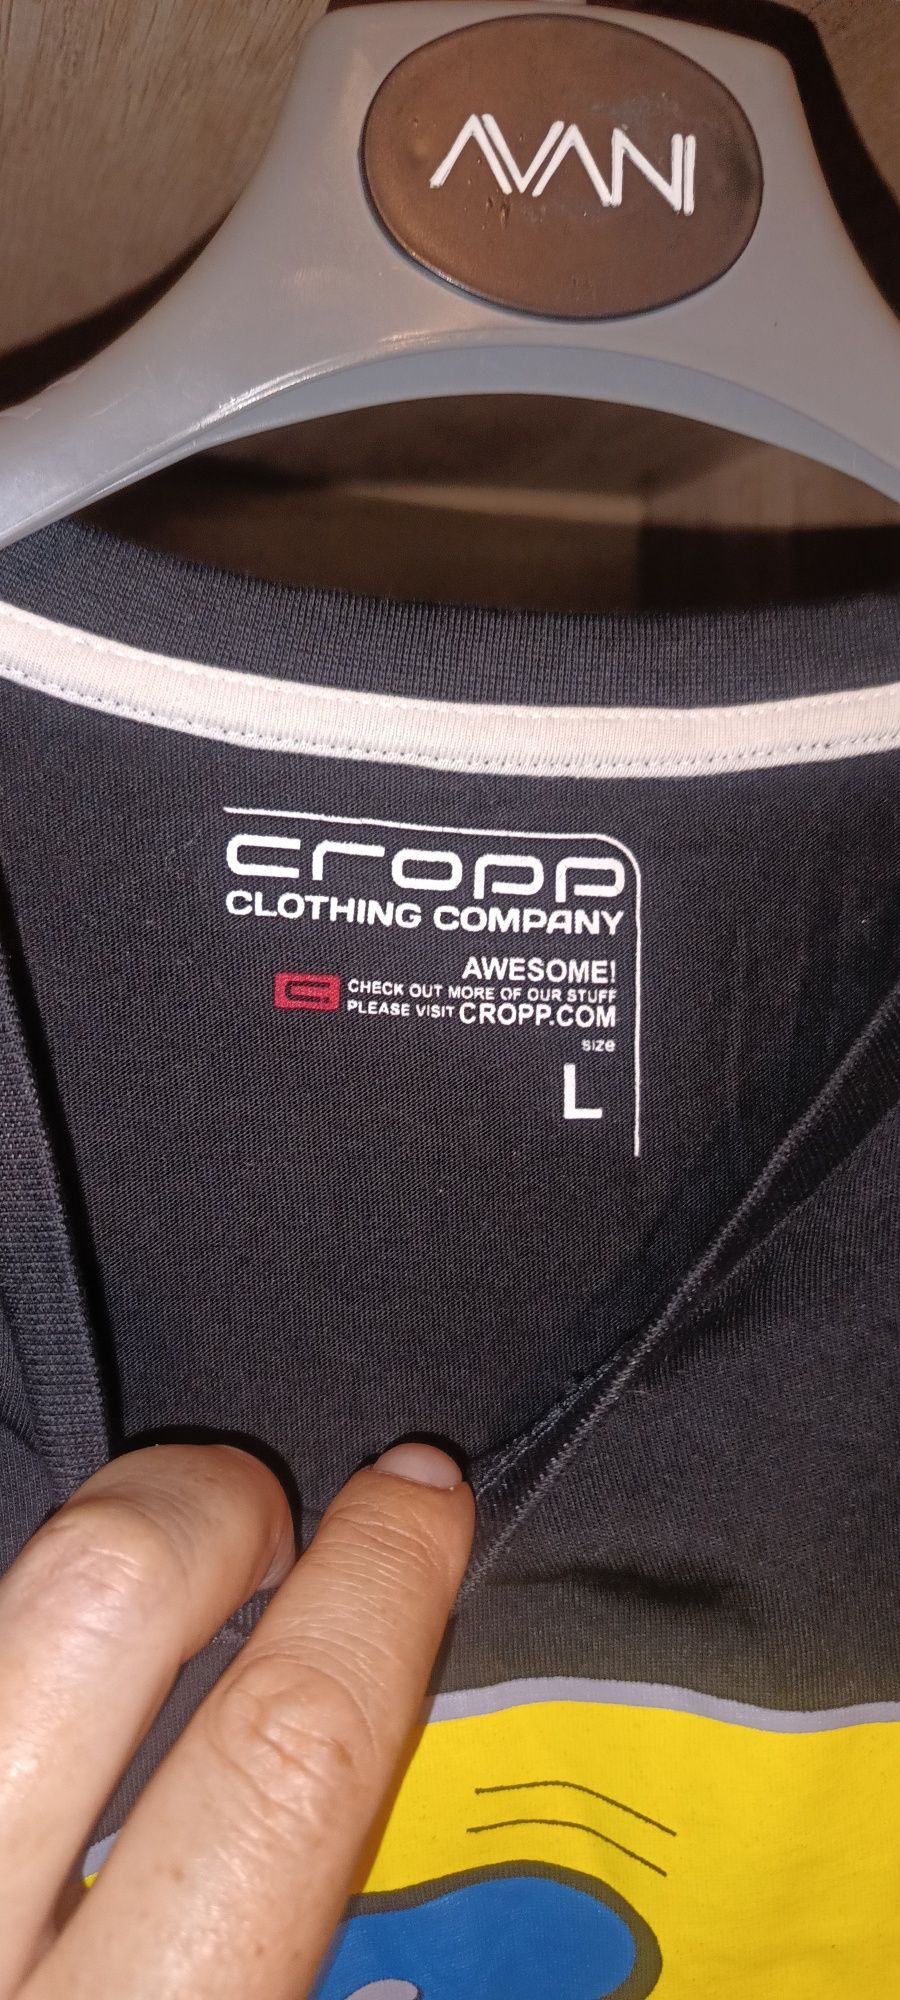 AVANI
cropp
CLOTHING COMPANY
AWESOME!
CHECK OUT MORE OF OUR STUFF
PLEASE VISIT CROPP.COM
size
L